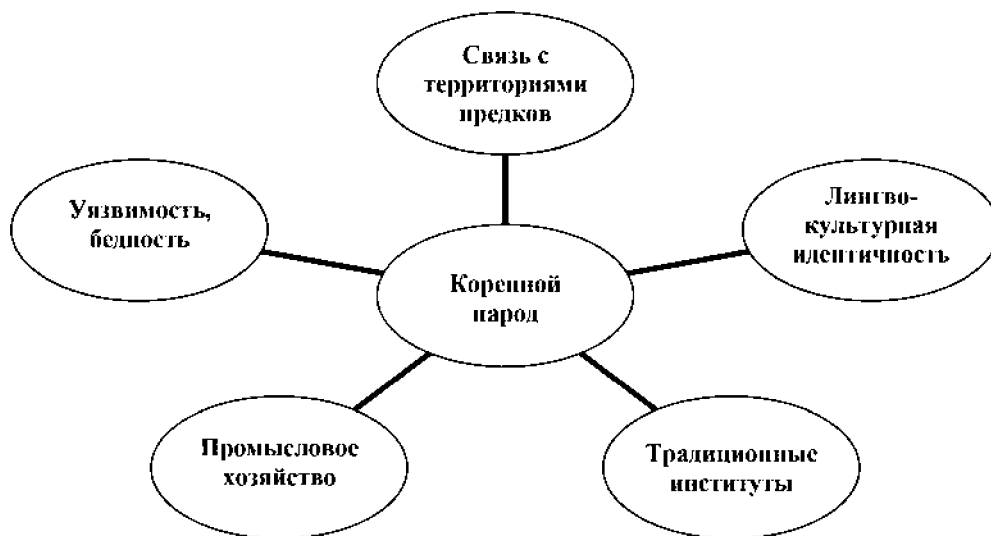 Связь с
территориями
предков
Уязвимость,
бедность
Лингво-
культурная
идентичность
Коренной
народ
Промысловое
хозяйство
Традиционные
институты